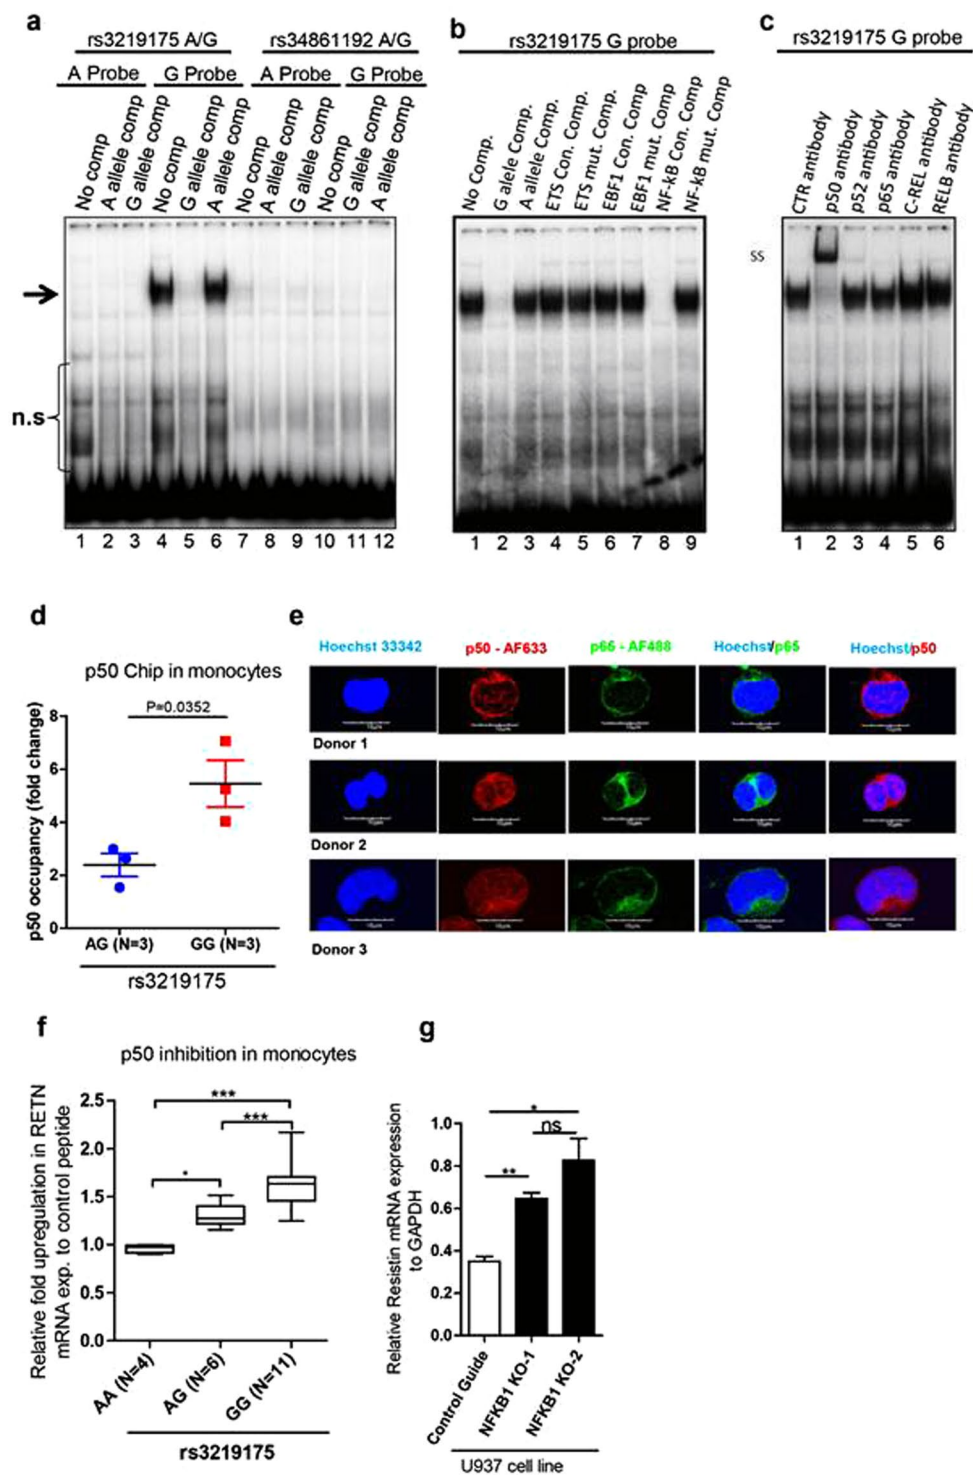 a
rs3219175 A/G
rs34861192 A/G
A Probe
G Probe
A Probe
G Probe
No comp
A allele comp
G allele comp
No comp
G allele comp
A allele comp
No comp
A allele comp
G allele comp
No comp
G allele comp
A allele comp
n.s
1 2 3 4 5 6 7 8 9 10 11 12
b
rs3219175 G probe
No Comp.
G allele Comp.
A allele Comp.
ETS Con. Comp
ETS mut. Comp.
EBF1 Con. Comp
EBF1 mut. Comp
NF-kB Con. Comp
NF-kB mut. Comp
1 2 3 4 5 6 7 8 9
c
rs3219175 G probe
CTR antibody
p50 antibody
p52 antibody
p65 antibody
C-REL antibody
RELB antibody
SS
1 2 3 4 5 6
d
p50 Chip in monocytes
p50 occupancy (fold change)
8
6
4
2
0
P=0.0352
AG (N=3)
GG (N=3)
rs3219175
e
Hoechst 33342
p50 - AF633
p65 - AF488
Hoechst/p65
Hoechst/p50
Donor 1
Donor 2
Donor 3
f
p50 inhibition in monocytes
Relative fold upregulation in RETN
mRNA exp. to control peptide
2.5
2.0
1.5
1.0
0.5
0.0
***
***
*
AA (N=4)
AG (N=6)
GG (N=11)
rs3219175
g
Relative Resistin mRNA expression
to GAPDH
1.0
0.8
0.6
0.4
0.2
0.0
*
ns
**
Control Guide
NFKB1 KO-1
NFKB1 KO-2
U937 cell line